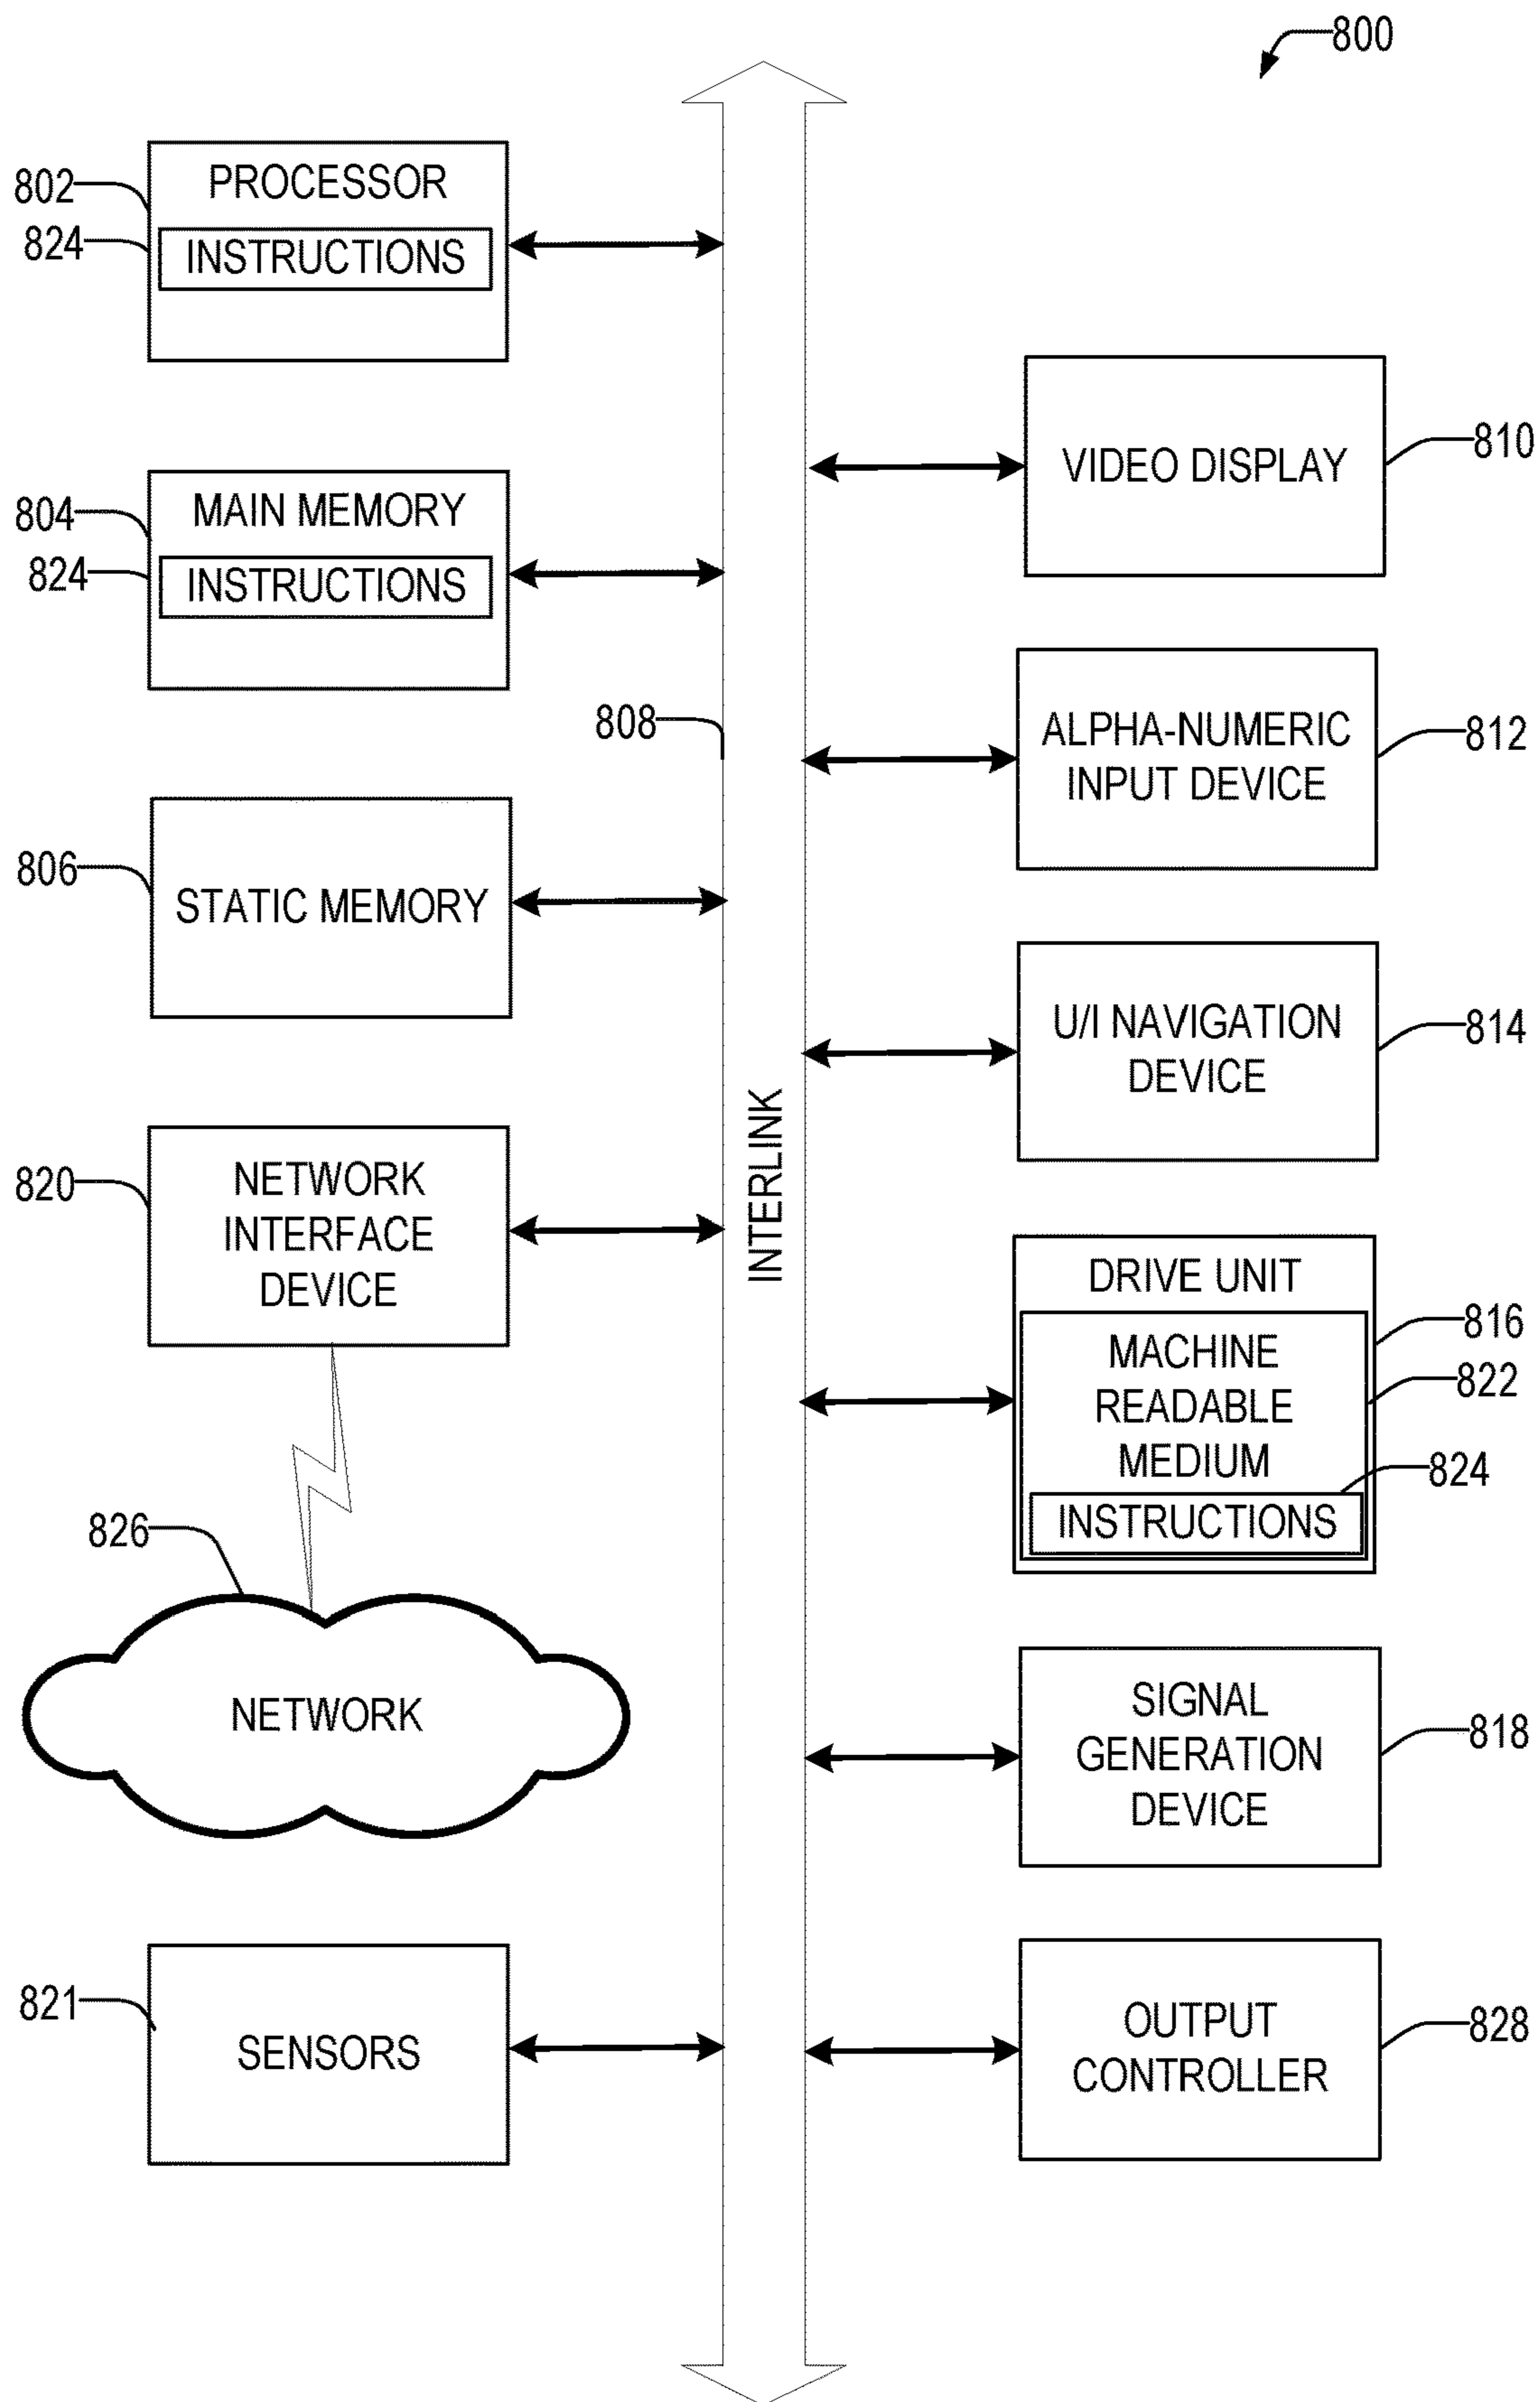 800
802
PROCESSOR
824
INSTRUCTIONS
804
MAIN MEMORY
824
INSTRUCTIONS
808
806
STATIC MEMORY
820
NETWORK
INTERFACE
DEVICE
826
NETWORK
821
SENSORS
INTERLINK
VIDEO DISPLAY
810
ALPHA-NUMERIC
INPUT DEVICE
812
U/I NAVIGATION
DEVICE
814
DRIVE UNIT
816
MACHINE
READABLE
MEDIUM
822
824
INSTRUCTIONS
SIGNAL
GENERATION
DEVICE
818
OUTPUT
CONTROLLER
828